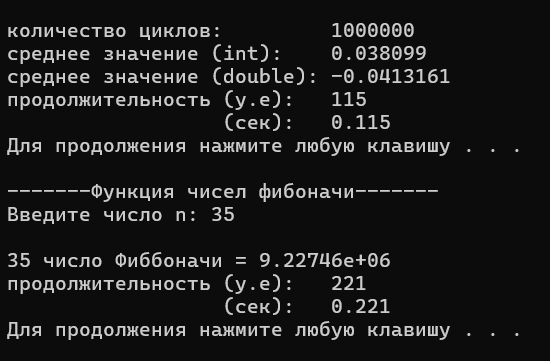 количество циклов: 1000000
среднее значение (int): 0.038099
среднее значение (double): -0.0413161
продолжительность (у.е): 115
(сек): 0.115
Для продолжения нажмите любую клавишу . . .
-------Функция чисел фибоначи-------
Введите число n: 35
35 число Фиббоначи = 9.22746e+06
продолжительность (у.е): 221
(сек): 0.221
Для продолжения нажмите любую клавишу . . .